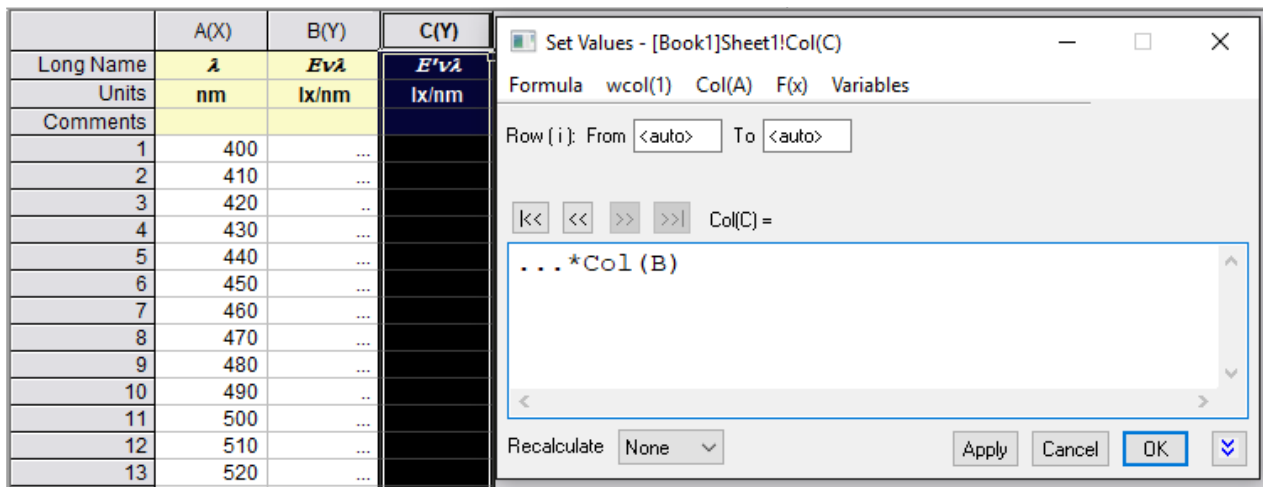 A(X) B(Y) C(Y)
Long Name λ Evλ E'vλ
Units nm lx/nm lx/nm
Comments
1 400 ...
2 410 ...
3 420 ..
4 430 ...
5 440 ...
6 450 ...
7 460 ...
8 470 ...
9 480 ...
10 490 ..
11 500 ...
12 510 ...
13 520 ...
Set Values - [Book1]Sheet1!Col(C)
Formula wcol(1) Col(A) F(x) Variables
Row ( i ): From <auto> To <auto>
|<< << >> >>| Col(C) =
...*Col(B)
Recalculate None Apply Cancel OK